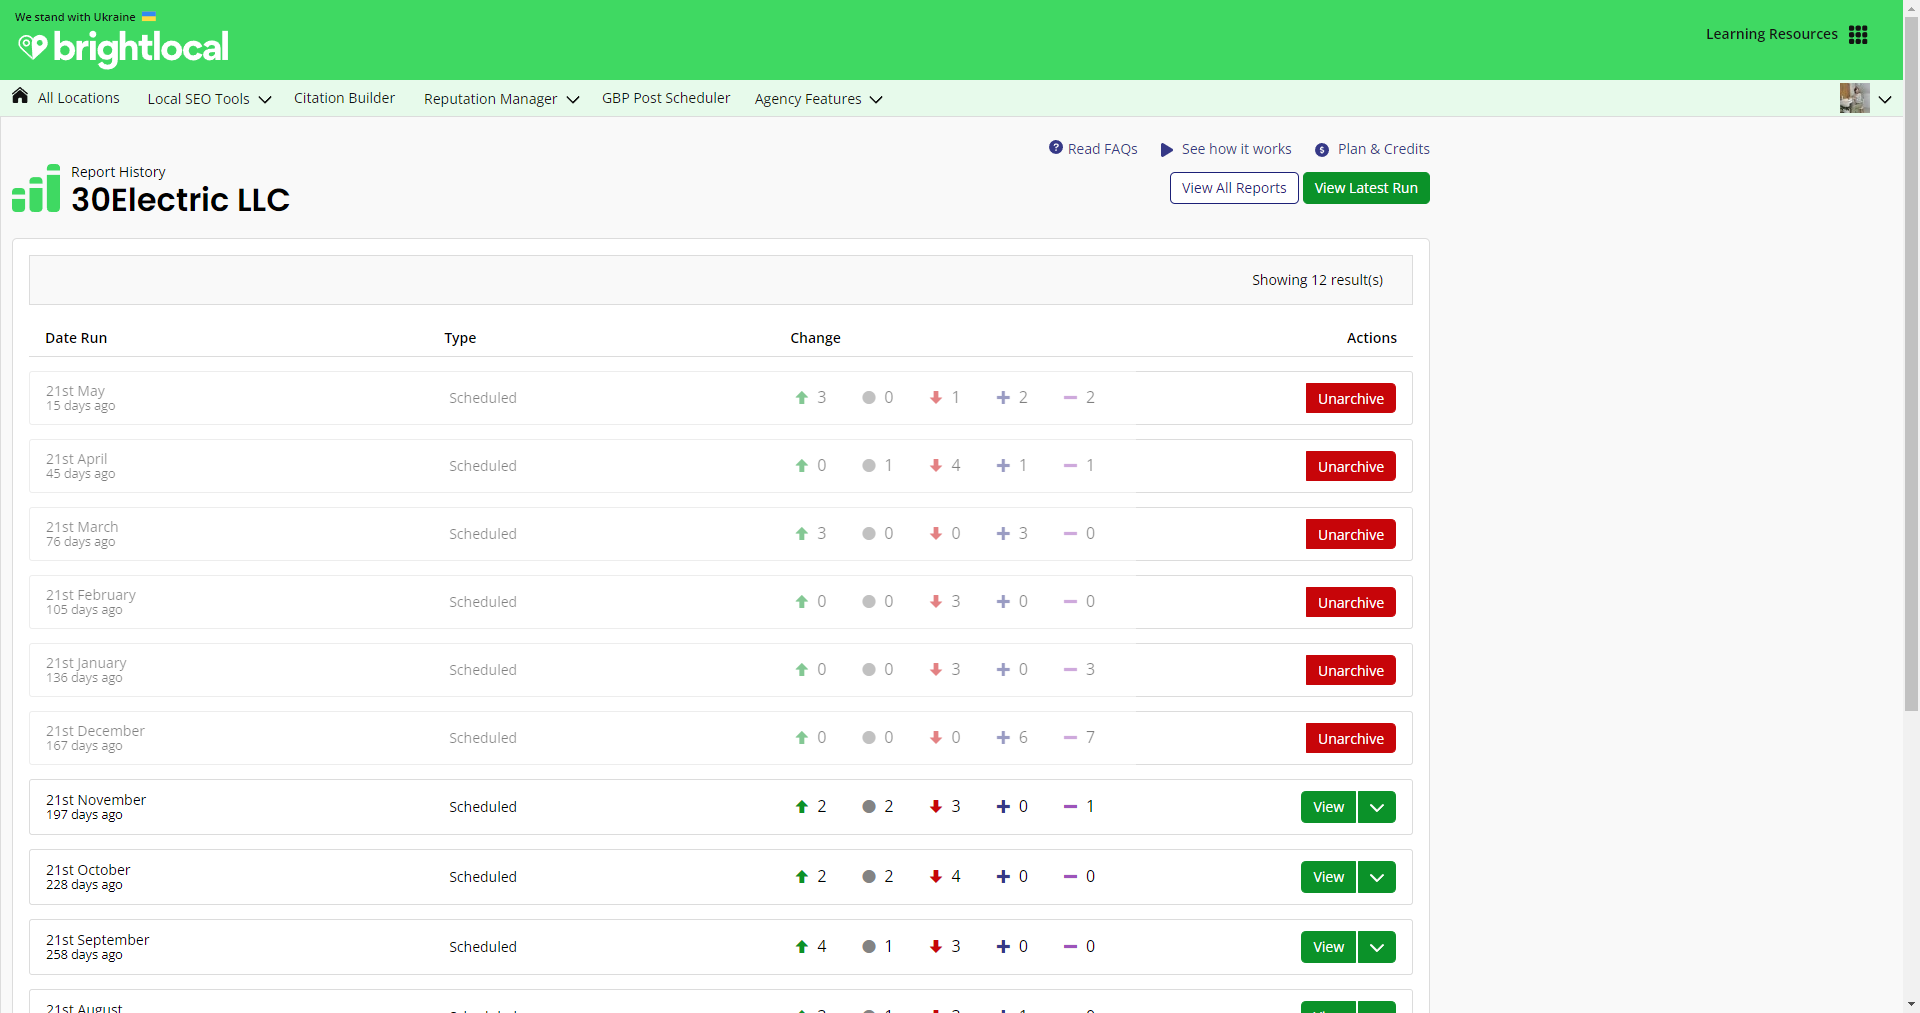 We stand with Ukraine
brightlocal
Learning Resources
All Locations Local SEO Tools Citation Builder Reputation Manager GBP Post Scheduler Agency Features
Read FAQs See how it works Plan & Credits
Report History
30Electric LLC
View All Reports View Latest Run
Showing 12 result(s)
Date Run Type Change Actions
21st May
15 days ago
Scheduled 3 0 1 2 2 Unarchive
21st April
45 days ago
Scheduled 0 1 4 1 1 Unarchive
21st March
76 days ago
Scheduled 3 0 0 3 0 Unarchive
21st February
105 days ago
Scheduled 0 0 3 0 0 Unarchive
21st January
136 days ago
Scheduled 0 0 3 0 3 Unarchive
21st December
167 days ago
Scheduled 0 0 0 6 7 Unarchive
21st November
197 days ago
Scheduled 2 2 3 0 1 View
21st October
228 days ago
Scheduled 2 2 4 0 0 View
21st September
258 days ago
Scheduled 4 1 3 0 0 View
21st August